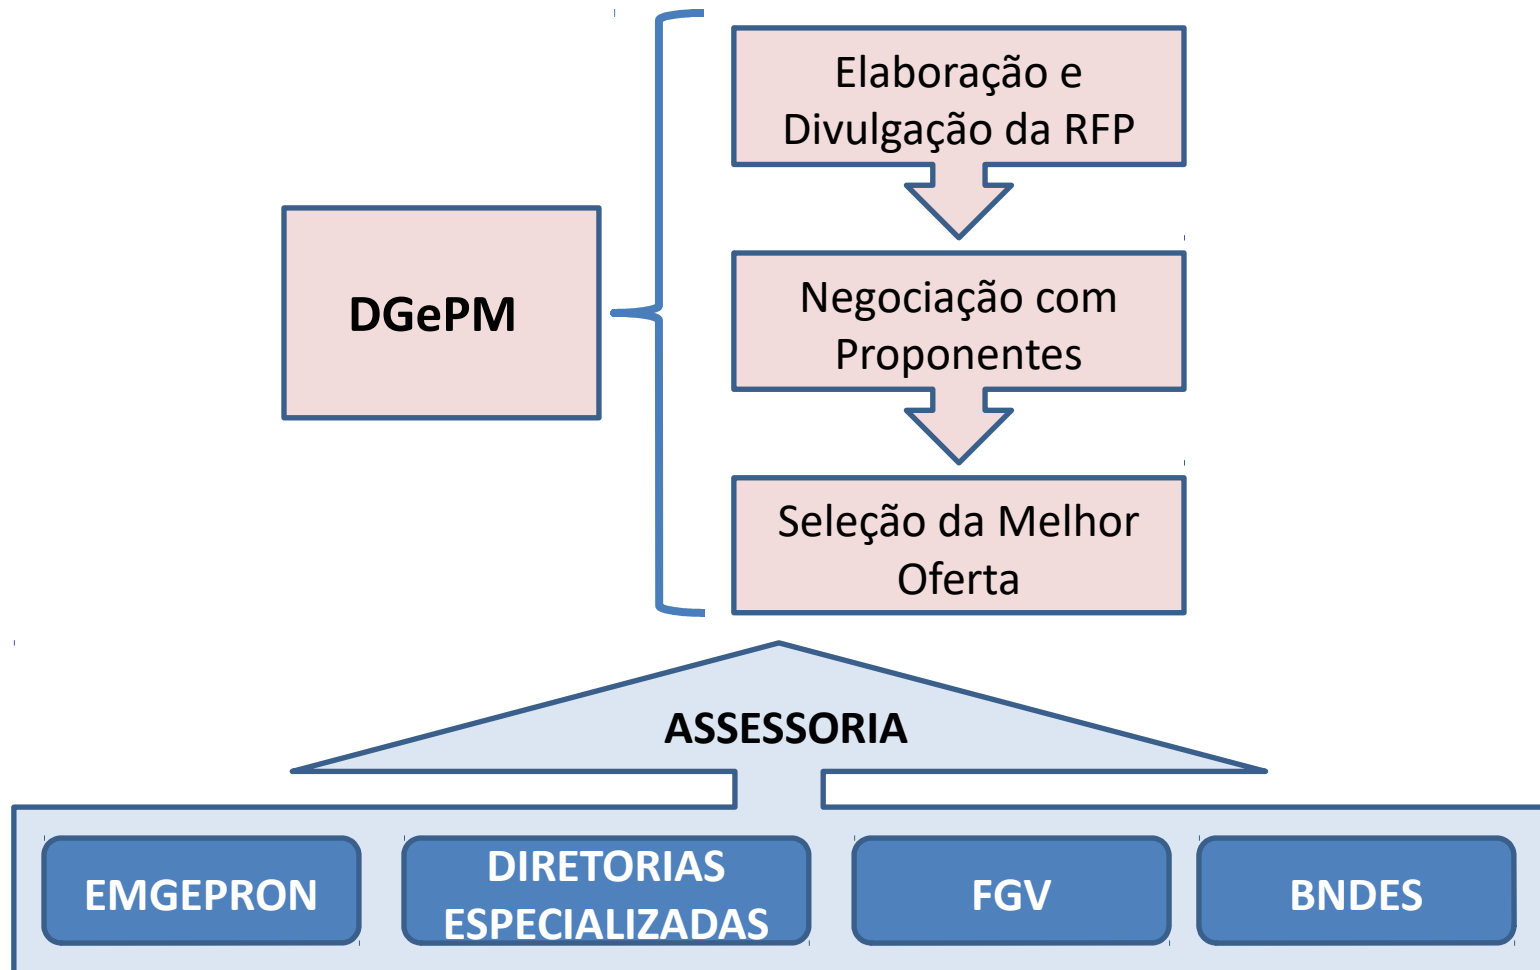 Elaboração e
Divulgação da RFP
DGePM
Negociação com
Proponentes
Seleção da Melhor
Oferta
ASSESSORIA
EMGEPRON
DIRETORIAS
ESPECIALIZADAS
FGV
BNDES